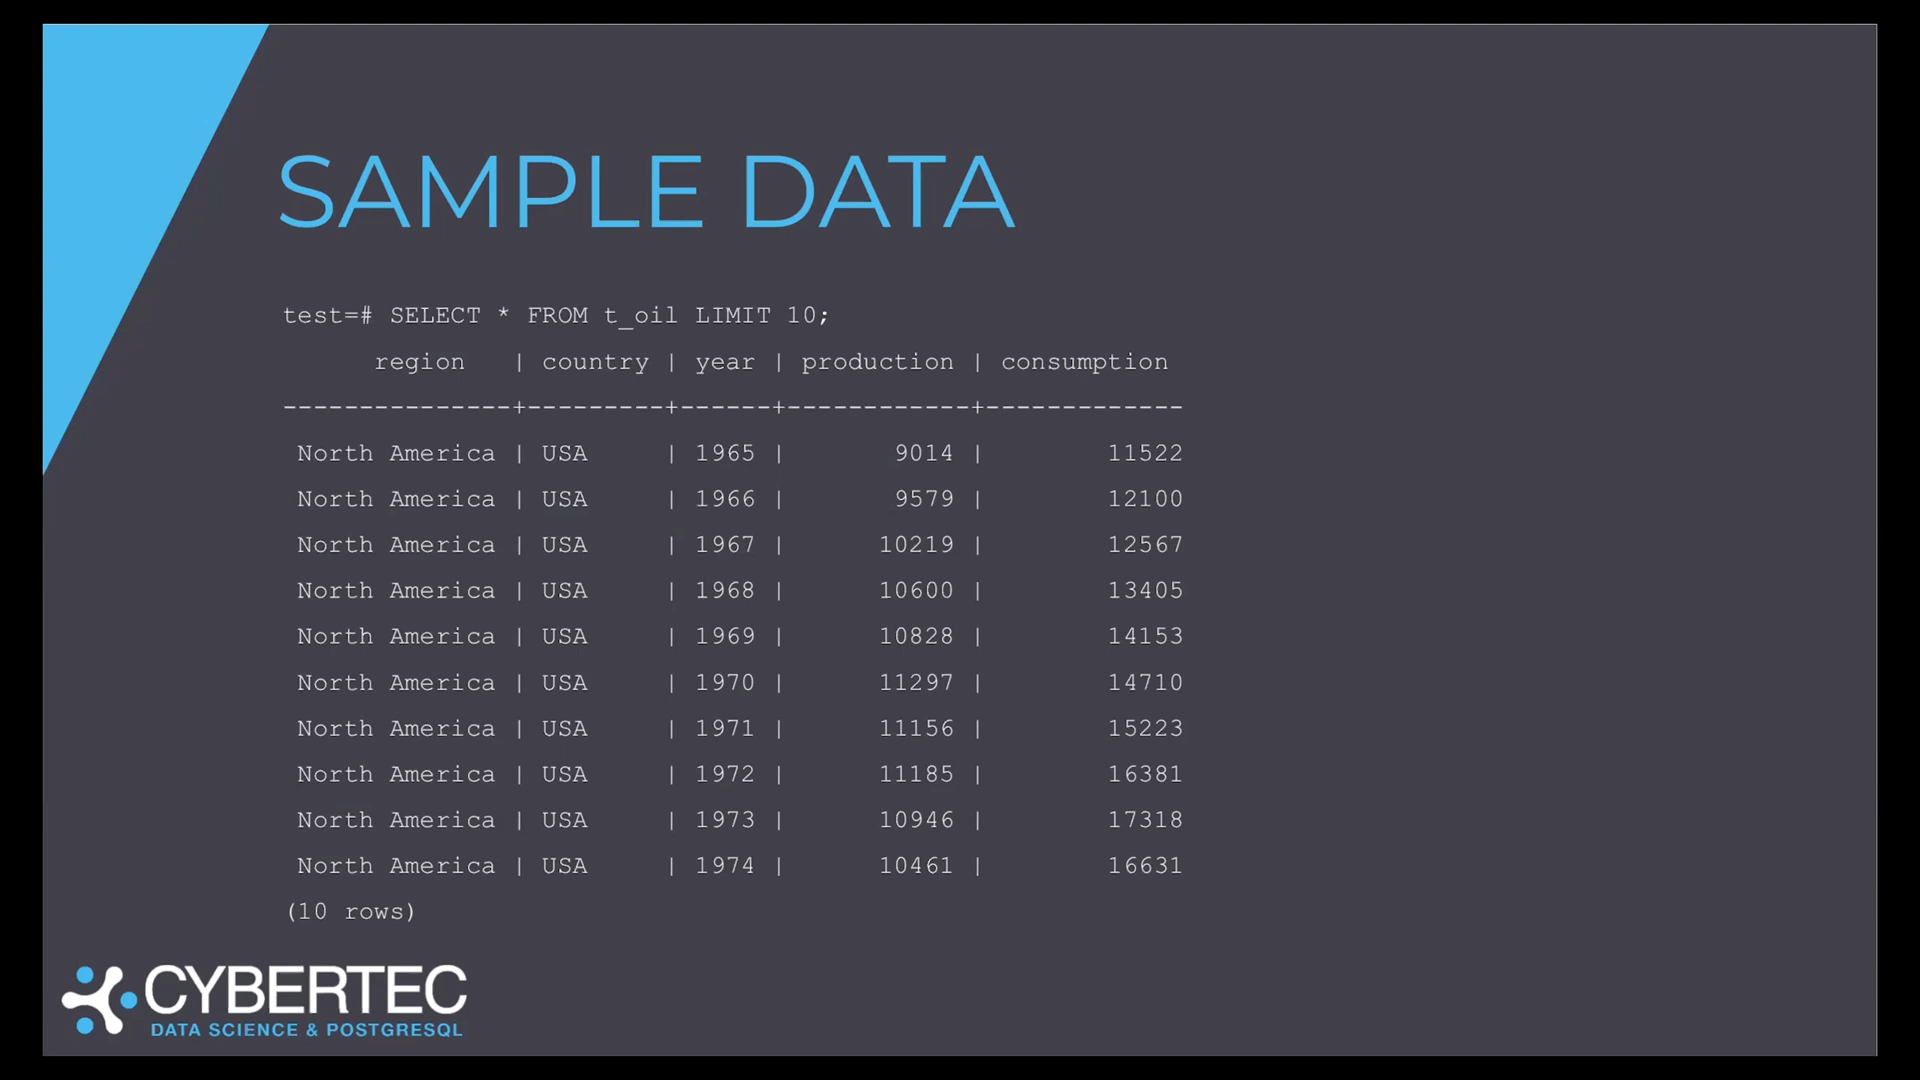 SAMPLE DATA
test=# SELECT * FROM t_oil LIMIT 10;
      region   | country | year | production | consumption
---------------+---------+------+------------+-------------
 North America | USA     | 1965 |       9014 |        11522
 North America | USA     | 1966 |       9579 |        12100
 North America | USA     | 1967 |      10219 |        12567
 North America | USA     | 1968 |      10600 |        13405
 North America | USA     | 1969 |      10828 |        14153
 North America | USA     | 1970 |      11297 |        14710
 North America | USA     | 1971 |      11156 |        15223
 North America | USA     | 1972 |      11185 |        16381
 North America | USA     | 1973 |      10946 |        17318
 North America | USA     | 1974 |      10461 |        16631
(10 rows)
CYBERTEC
DATA SCIENCE & POSTGRESQL